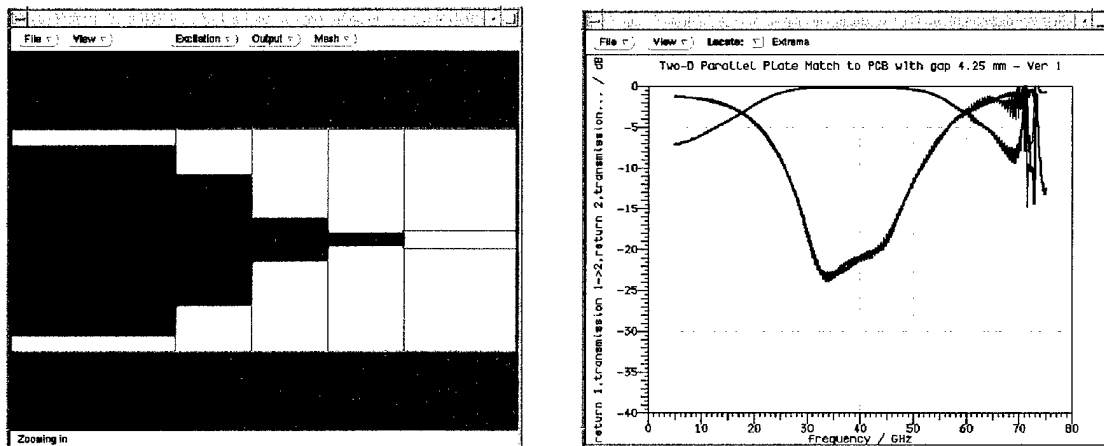 File View Excitation Output Mesh
Zooming in
File View Locate: Extrema
Two-D Parallel Plate Match to PCB with gap 4.25 mm - Ver 1
return 1,transmission 1->2,return 2,transmission... / dB
0
-5
-10
-15
-20
-25
-30
-35
-40
0 10 20 30 40 50 60 70 80
Frequency / GHz